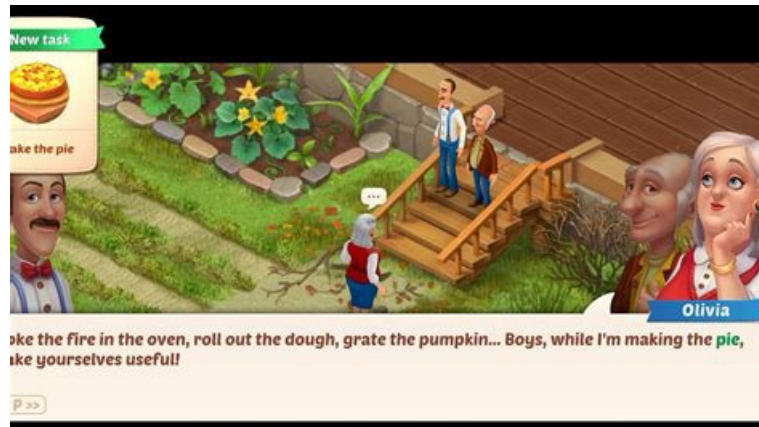 New task
ake the pie
Olivia
oke the fire in the oven, roll out the dough, grate the pumpkin... Boys, while I'm making the pie,
ake yourselves useful!
P >>